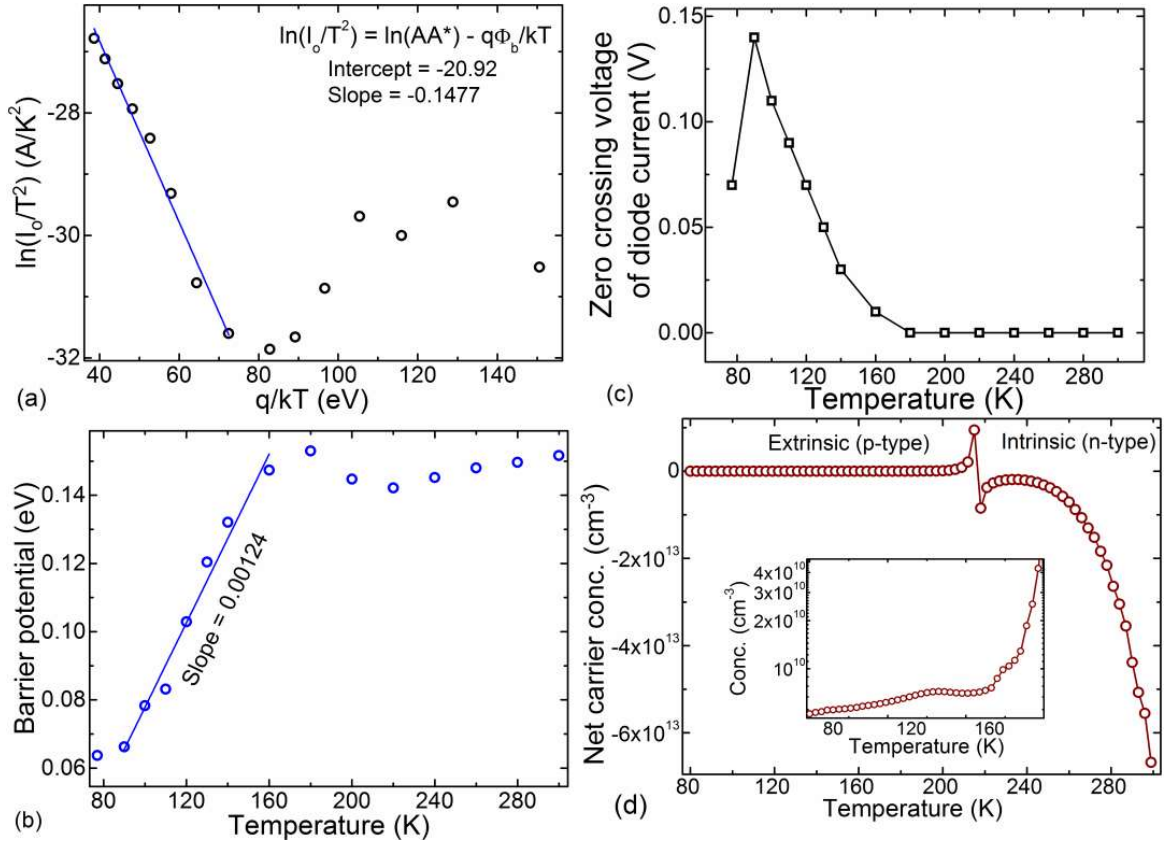 ln(I₀/T²) = ln(AA*) - qΦb/kT
Intercept = -20.92
Slope = -0.1477
ln(I₀/T²) (A/K²)
-28
-30
-32
40 60 80 100 120 140
q/kT (eV)
(a)
Zero crossing voltage
of diode current (V)
0.15
0.10
0.05
0.00
80 120 160 200 240 280
Temperature (K)
(c)
Barrier potential (eV)
0.14
0.12
0.10
0.08
0.06
Slope = 0.00124
80 120 160 200 240 280
Temperature (K)
(b)
Net carrier conc. (cm⁻³)
Extrinsic (p-type) Intrinsic (n-type)
0
-2x10¹³
-4x10¹³
-6x10¹³
Conc. (cm⁻³)
4x10¹⁰
2x10¹⁰
10¹⁰
80 120 160
Temperature (K)
80 120 160 200 240 280
Temperature (K)
(d)